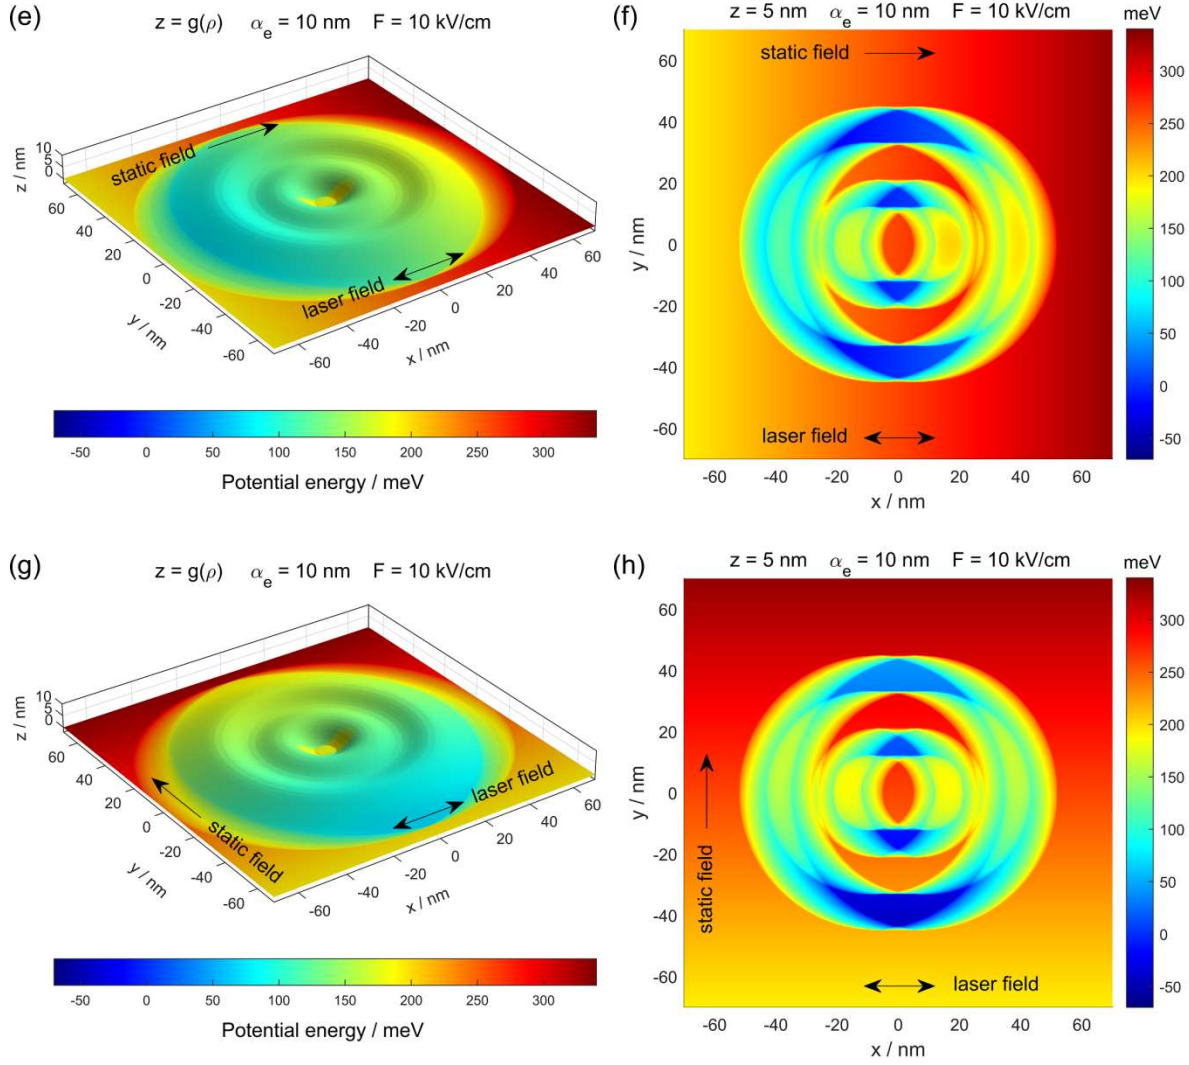 (e)
z = g(ρ) α_e = 10 nm F = 10 kV/cm
static field
laser field
z / nm
10
5
0
y / nm
60
40
20
0
-20
-40
-60
x / nm
-60
-40
-20
0
20
40
60
-50 0 50 100 150 200 250 300
Potential energy / meV
(f)
z = 5 nm α_e = 10 nm F = 10 kV/cm
meV
static field
laser field
y / nm
60
40
20
0
-20
-40
-60
-60 -40 -20 0 20 40 60
x / nm
300
250
200
150
100
50
0
-50
(g)
z = g(ρ) α_e = 10 nm F = 10 kV/cm
static field
laser field
z / nm
10
5
0
y / nm
60
40
20
0
-20
-40
-60
x / nm
-60
-40
-20
0
20
40
60
-50 0 50 100 150 200 250 300
Potential energy / meV
(h)
z = 5 nm α_e = 10 nm F = 10 kV/cm
meV
static field
laser field
y / nm
60
40
20
0
-20
-40
-60
-60 -40 -20 0 20 40 60
x / nm
300
250
200
150
100
50
0
-50